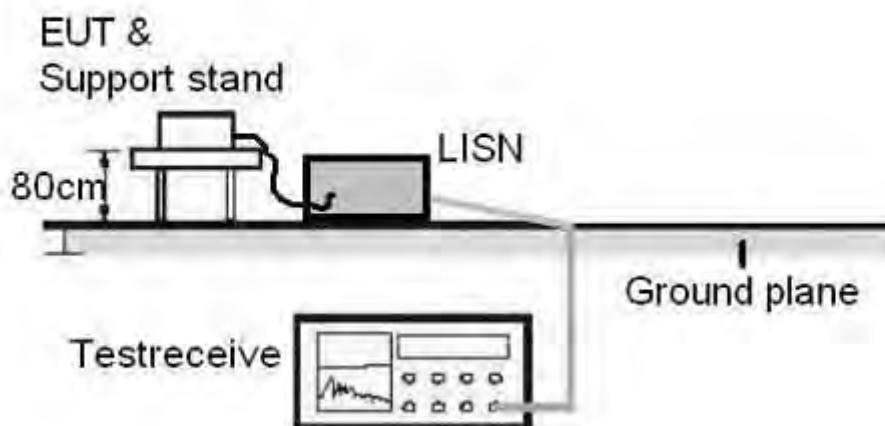 EUT &
Support stand
LISN
80cm
Ground plane
Testreceive